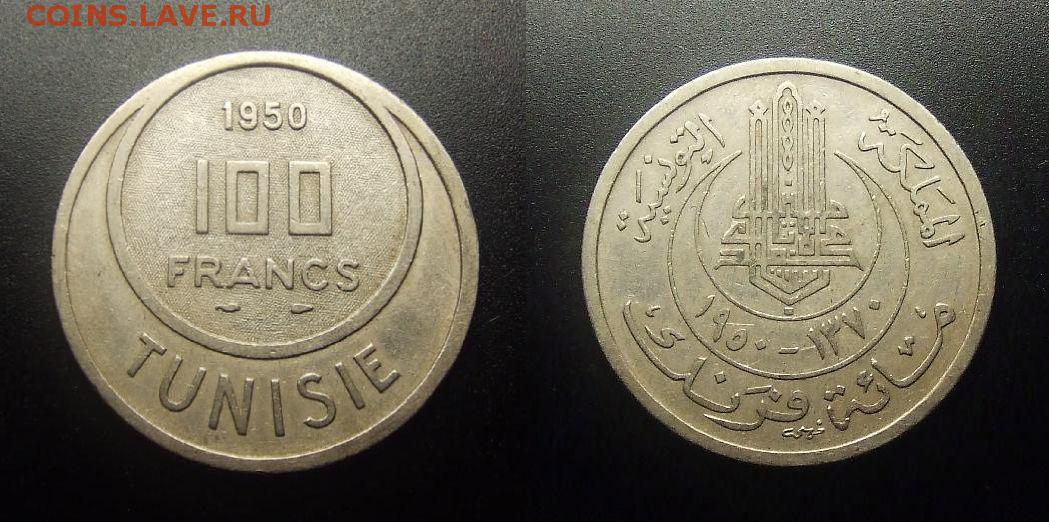 COINS.LAVE.RU
1950
100
FRANCS
TUNISIE
المملكة
التونسية
١٣٧٠ - ١٩٥٠
مائة فرنك